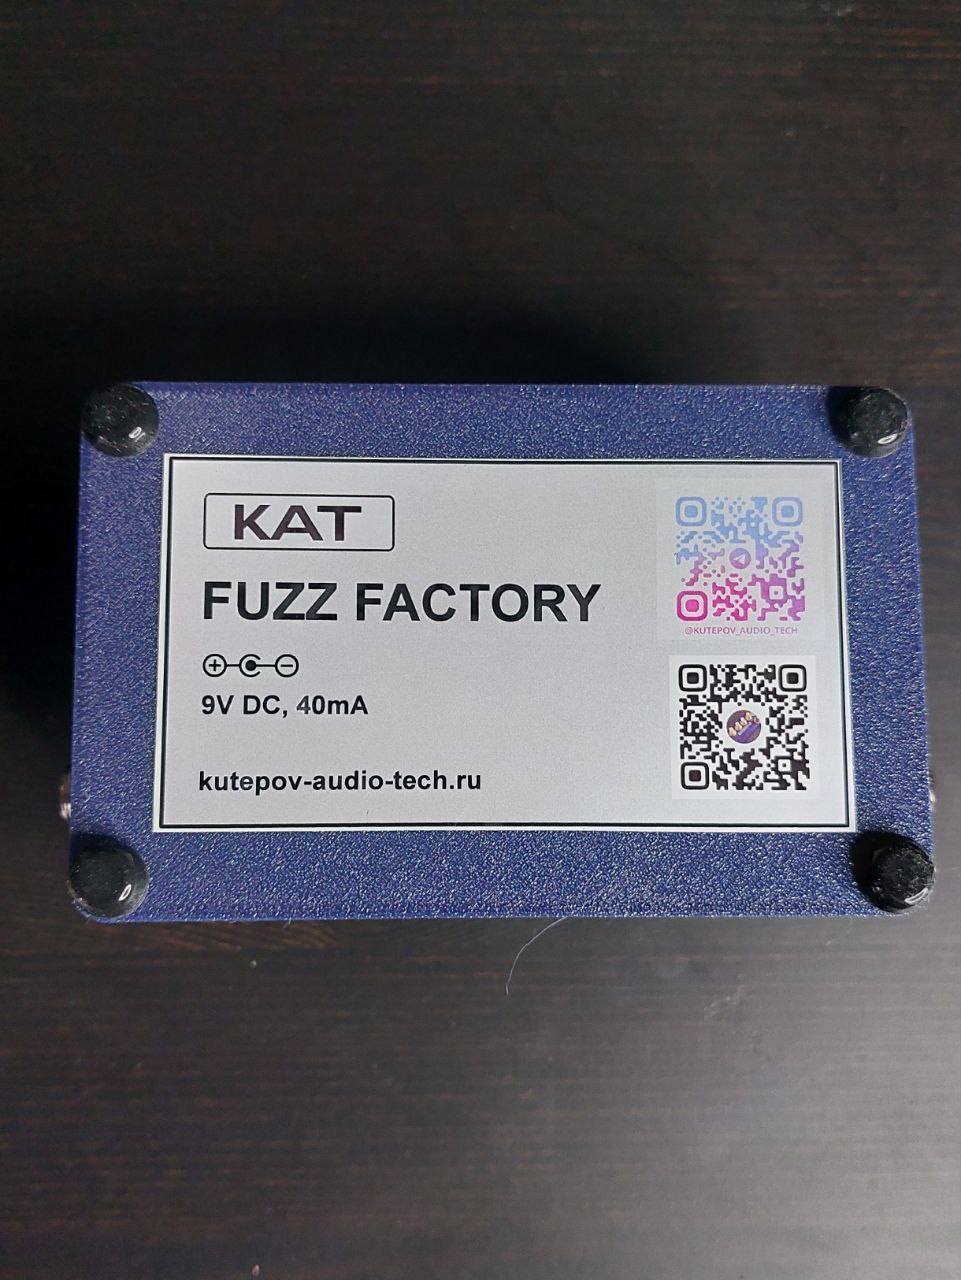 KAT
FUZZ FACTORY
9V DC, 40mA
kutepov-audio-tech.ru
@KUTEPOV_AUDIO_TECH